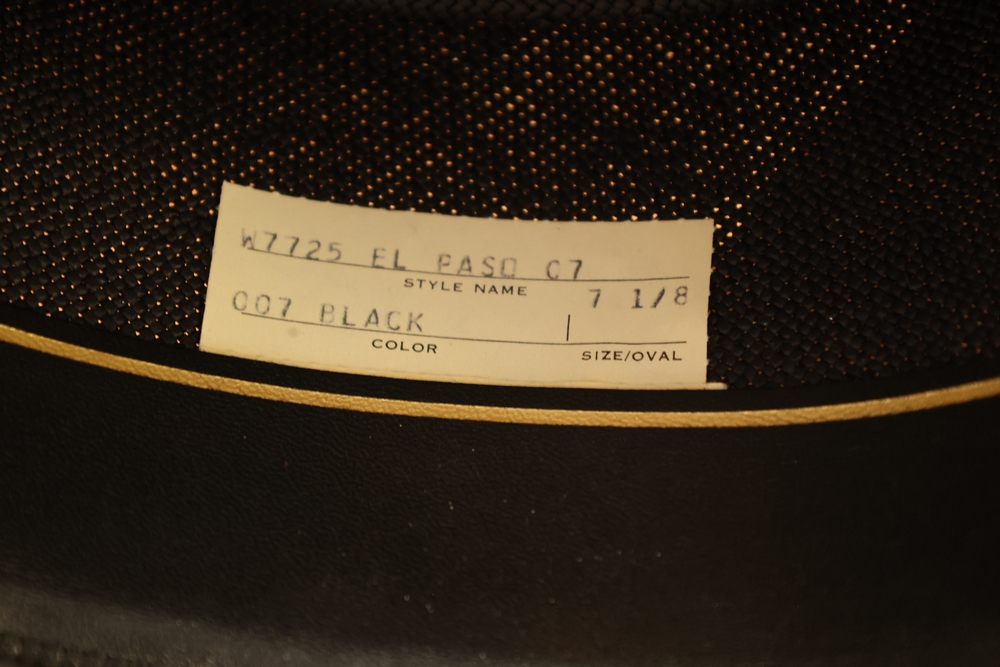 W7725 EL PASO C7
STYLE NAME
7 1/8
007 BLACK
COLOR
SIZE/OVAL